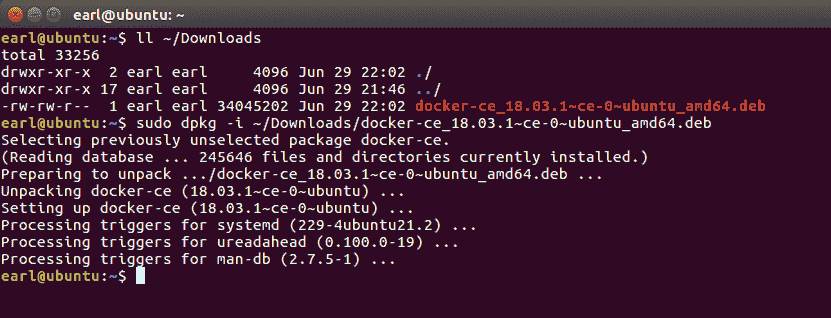 earl@ubuntu: ~
earl@ubuntu:~$ ll ~/Downloads
total 33256
drwxr-xr-x  2 earl earl     4096 Jun 29 22:02 ./
drwxr-xr-x 17 earl earl     4096 Jun 29 21:46 ../
-rw-rw-r--  1 earl earl 34045202 Jun 29 22:02 docker-ce_18.03.1~ce-0~ubuntu_amd64.deb
earl@ubuntu:~$ sudo dpkg -i ~/Downloads/docker-ce_18.03.1~ce-0~ubuntu_amd64.deb
Selecting previously unselected package docker-ce.
(Reading database ... 245646 files and directories currently installed.)
Preparing to unpack .../docker-ce_18.03.1~ce-0~ubuntu_amd64.deb ...
Unpacking docker-ce (18.03.1~ce-0~ubuntu) ...
Setting up docker-ce (18.03.1~ce-0~ubuntu) ...
Processing triggers for systemd (229-4ubuntu21.2) ...
Processing triggers for ureadahead (0.100.0-19) ...
Processing triggers for man-db (2.7.5-1) ...
earl@ubuntu:~$